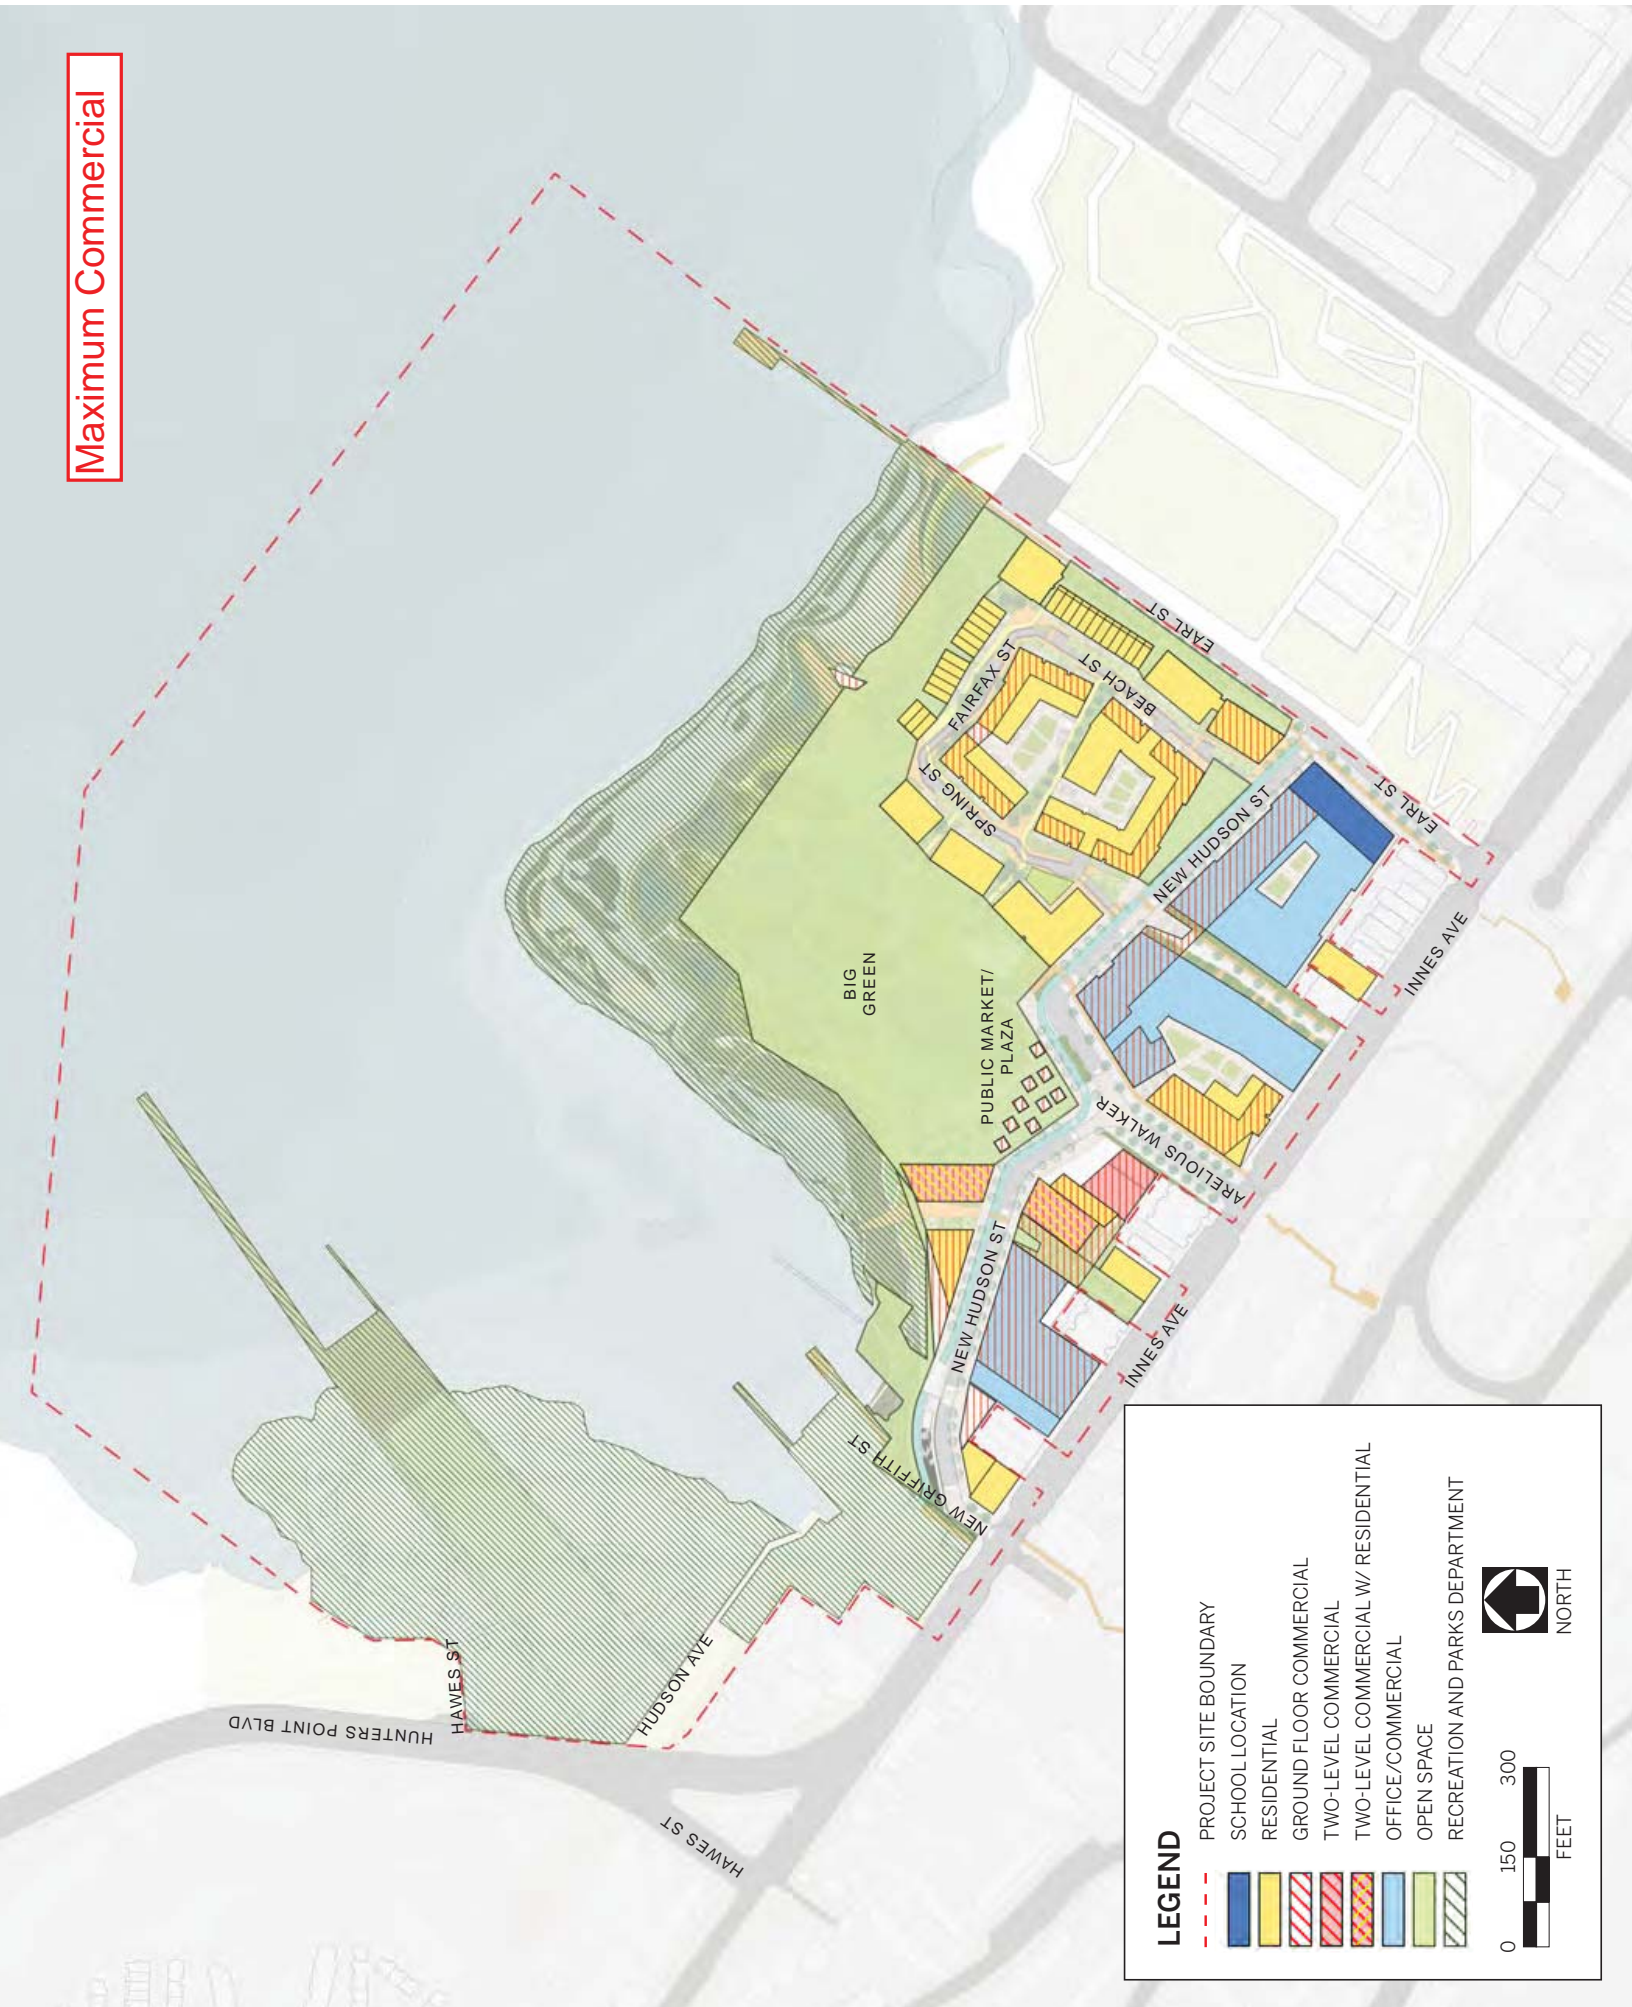 Maximum Commercial
HUNTERS POINT BLVD
HAWES ST
HUDSON AVE
HAWES ST
NEW GRIFFITH ST
NEW HUDSON ST
INNES AVE
ARELIOUS WALKER
PUBLIC MARKET/
PLAZA
BIG
GREEN
SPRING ST
FAIRFAX ST
BEACH ST
NEW HUDSON ST
EARL ST
EARL ST
INNES AVE
LEGEND
PROJECT SITE BOUNDARY
SCHOOL LOCATION
RESIDENTIAL
GROUND FLOOR COMMERCIAL
TWO-LEVEL COMMERCIAL
TWO-LEVEL COMMERCIAL W/ RESIDENTIAL
OFFICE/COMMERCIAL
OPEN SPACE
RECREATION AND PARKS DEPARTMENT
0 150 300
FEET
NORTH